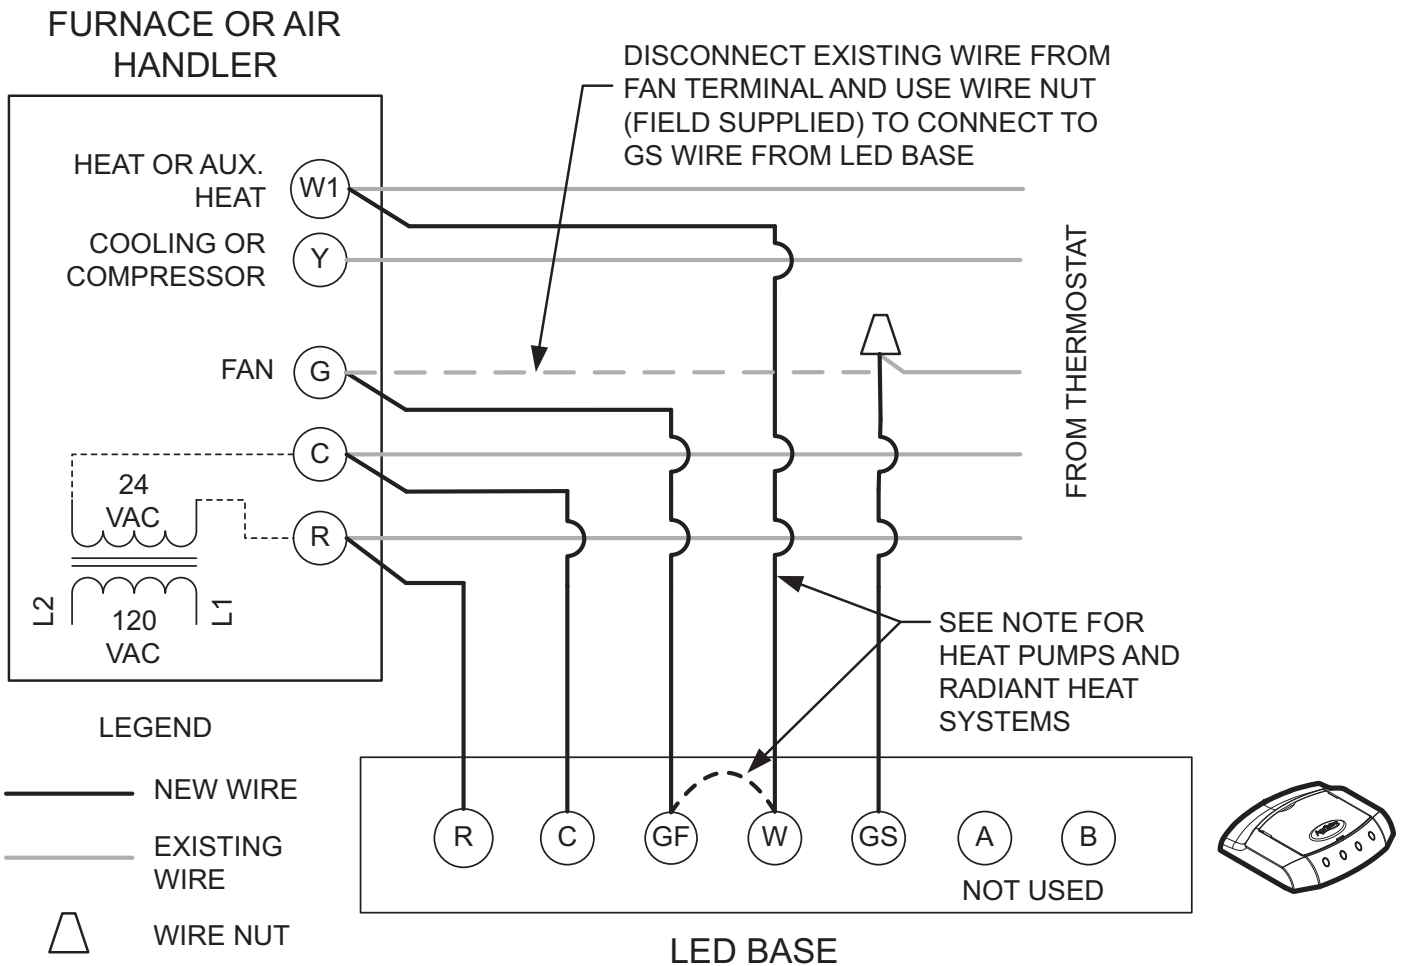 FURNACE OR AIR
HANDLER
DISCONNECT EXISTING WIRE FROM
FAN TERMINAL AND USE WIRE NUT
(FIELD SUPPLIED) TO CONNECT TO
GS WIRE FROM LED BASE
HEAT OR AUX.
HEAT
W1
COOLING OR
COMPRESSOR
Y
FAN
G
C
R
24
VAC
120
VAC
L2
L1
FROM THERMOSTAT
SEE NOTE FOR
HEAT PUMPS AND
RADIANT HEAT
SYSTEMS
LEGEND
NEW WIRE
EXISTING
WIRE
WIRE NUT
R
C
GF
W
GS
A
B
NOT USED
LED BASE